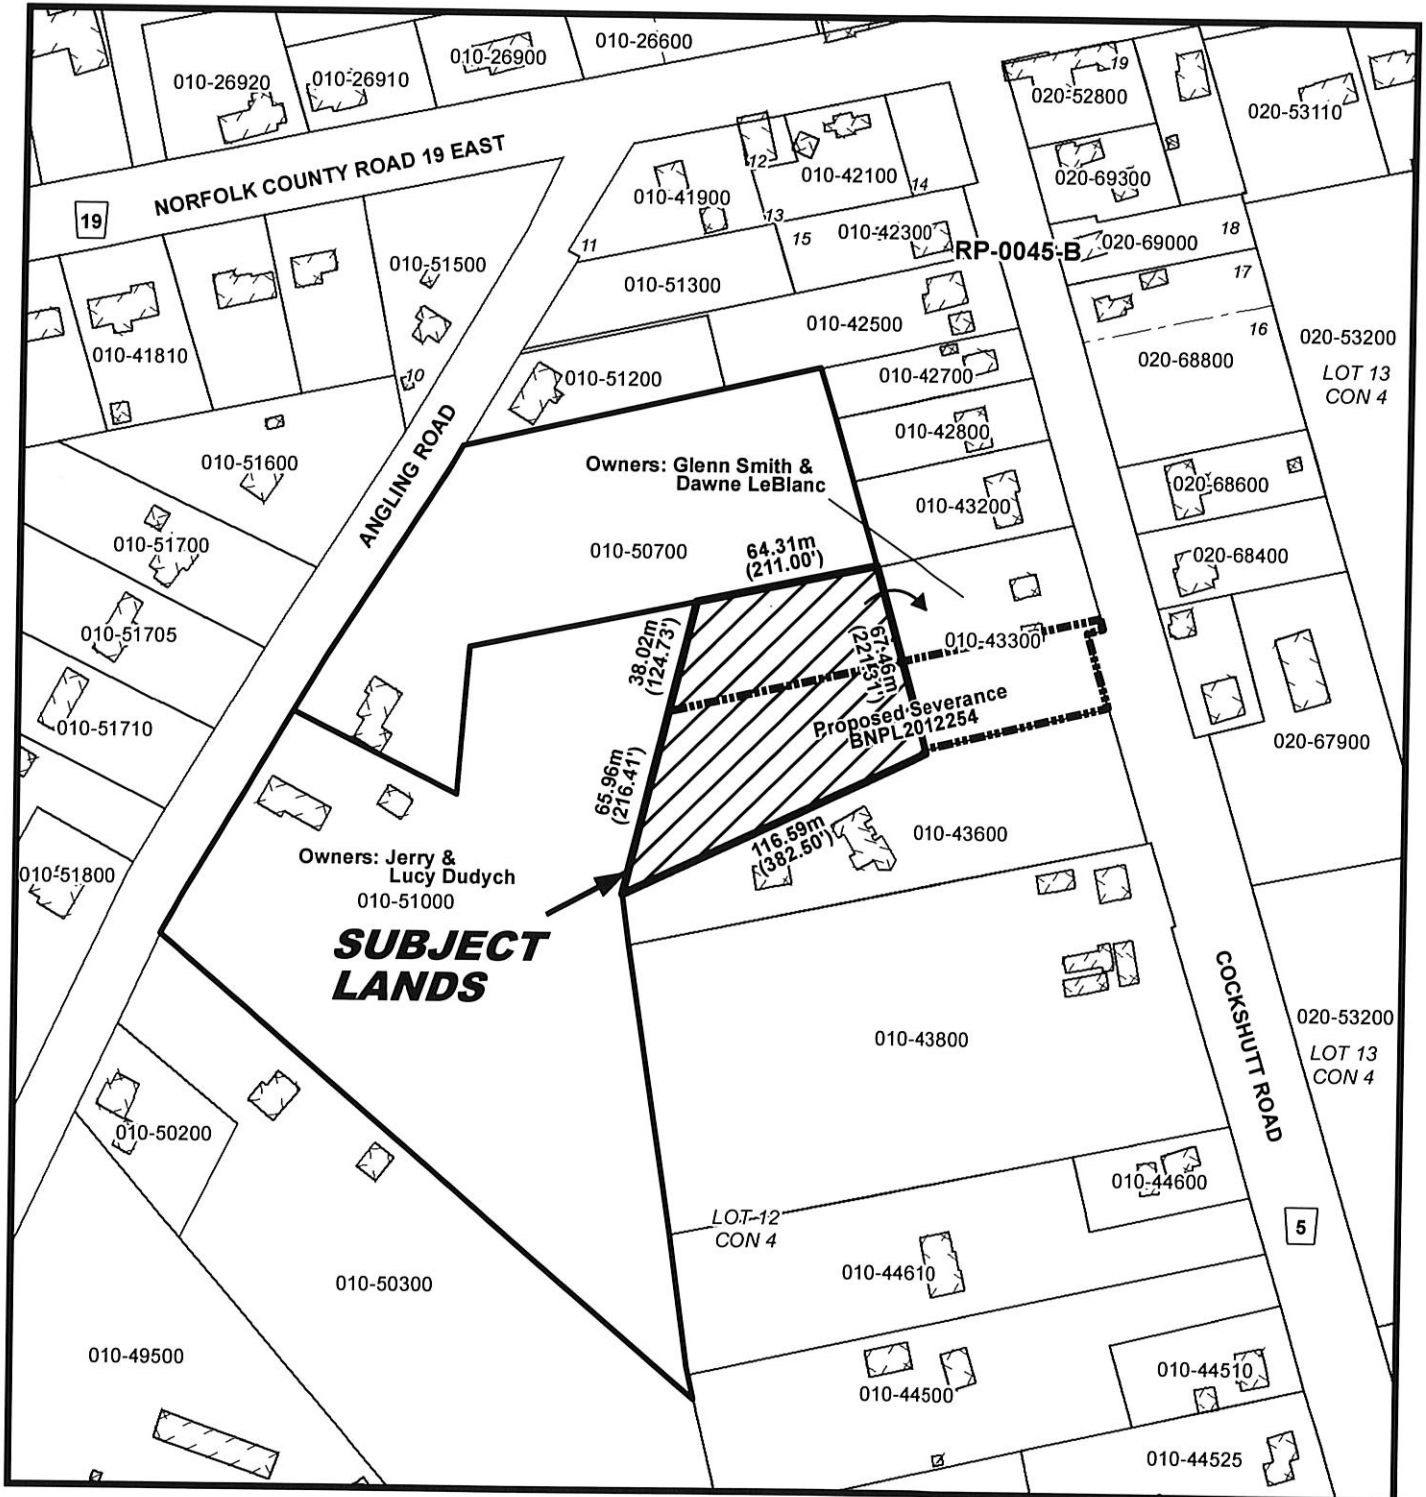 010-26920
010-26910
010-26900
010-26600
19
020-52800
020-53110
NORFOLK COUNTY ROAD 19 EAST
19
12
010-41900
010-42100
14
020-69300
13
11
15
010-42300
RP-0045-B
020-69000
18
010-51500
010-51300
17
010-42500
16
010-41810
020-53200
LOT 13
CON 4
020-68800
10
010-51200
010-42700
ANGLING ROAD
010-42800
010-51600
Owners: Glenn Smith &
Dawne LeBlanc
020-68600
010-43200
010-51700
010-50700
64.31m
(211.00')
020-68400
010-51705
38.02m
(124.73')
67.46m
(221.31')
010-43300
010-51710
Proposed Severance
BNPL2012254
020-67900
65.96m
(216.41')
116.59m
(382.50')
010-43600
010-51800
Owners: Jerry &
Lucy Dudych
010-51000
SUBJECT
LANDS
COCKSHUTT ROAD
020-53200
LOT 13
CON 4
010-43800
010-50200
010-44600
LOT 12
CON 4
5
010-44610
010-50300
010-49500
010-44510
010-44500
010-44525